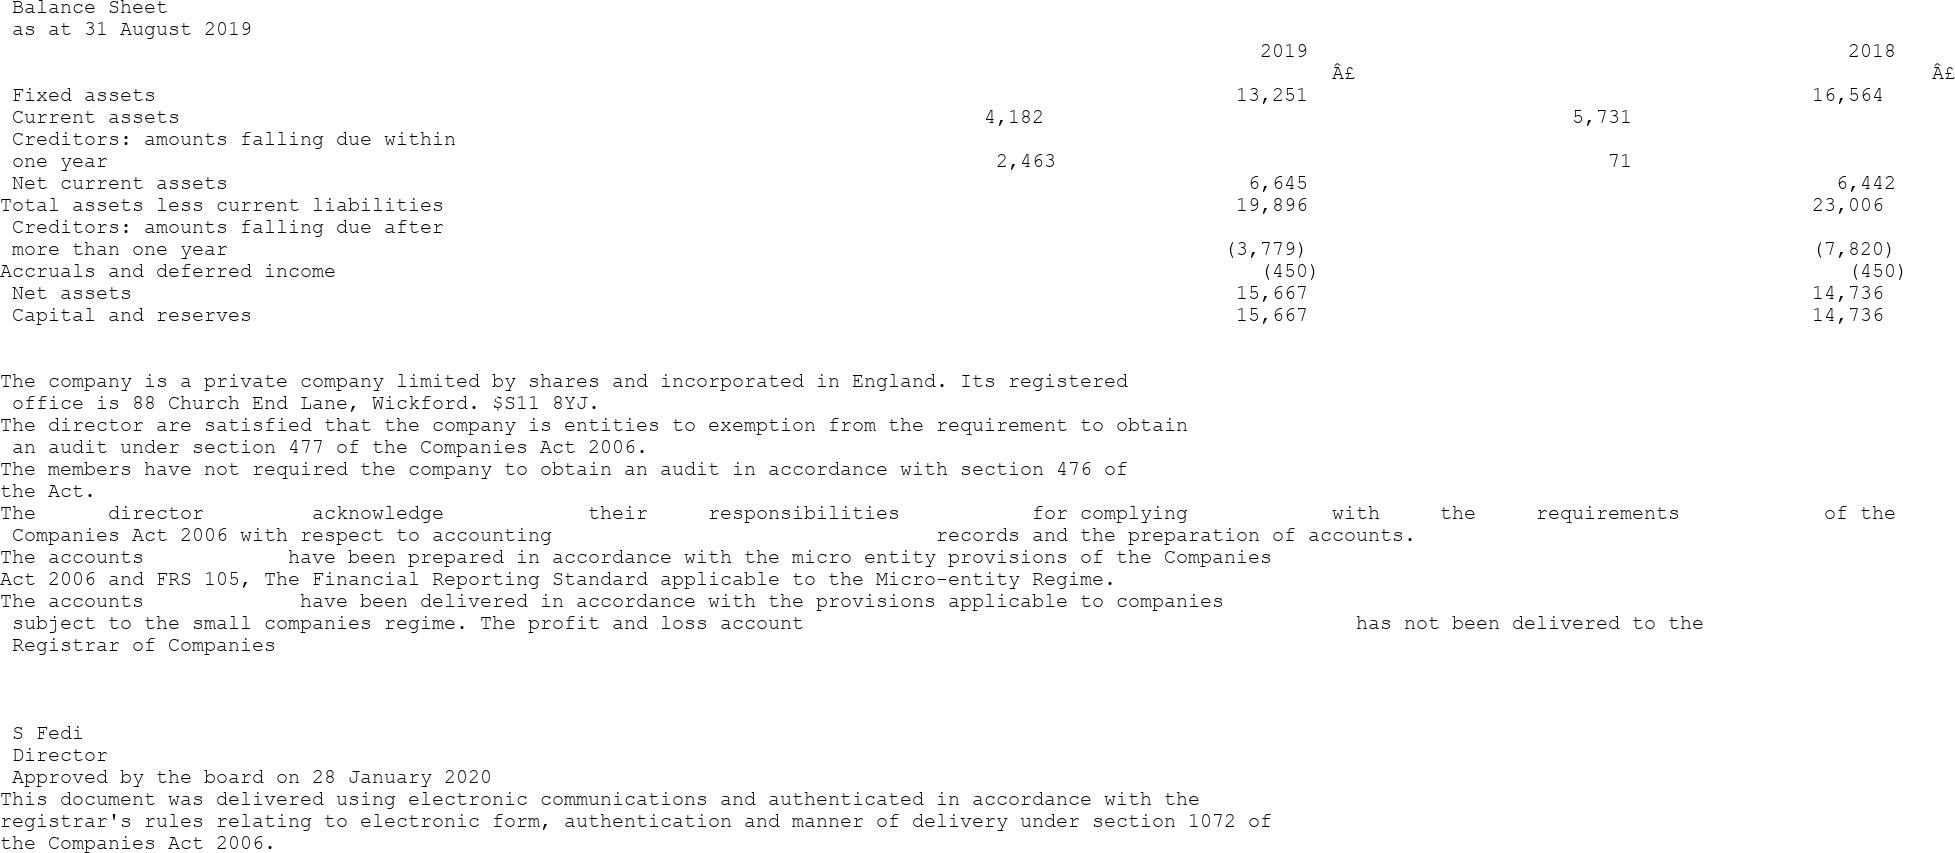 Balance Sheet
as at 31 August 2019
2019 2018
Â£ Â£
Fixed assets 13,251 16,564
Current assets 4,182 5,731
Creditors: amounts falling due within
one year 2,463 71
Net current assets 6,645 6,442
Total assets less current liabilities 19,896 23,006
Creditors: amounts falling due after
more than one year (3,779) (7,820)
Accruals and deferred income (450) (450)
Net assets 15,667 14,736
Capital and reserves 15,667 14,736
The company is a private company limited by shares and incorporated in England. Its registered
office is 88 Church End Lane, Wickford. $S11 8YJ.
The director are satisfied that the company is entities to exemption from the requirement to obtain
an audit under section 477 of the Companies Act 2006.
The members have not required the company to obtain an audit in accordance with section 476 of
the Act.
The director acknowledge their responsibilities for complying with the requirements of the
Companies Act 2006 with respect to accounting records and the preparation of accounts.
The accounts have been prepared in accordance with the micro entity provisions of the Companies
Act 2006 and FRS 105, The Financial Reporting Standard applicable to the Micro-entity Regime.
The accounts have been delivered in accordance with the provisions applicable to companies
subject to the small companies regime. The profit and loss account has not been delivered to the
Registrar of Companies
S Fedi
Director
Approved by the board on 28 January 2020
This document was delivered using electronic communications and authenticated in accordance with the
registrar's rules relating to electronic form, authentication and manner of delivery under section 1072 of
the Companies Act 2006.